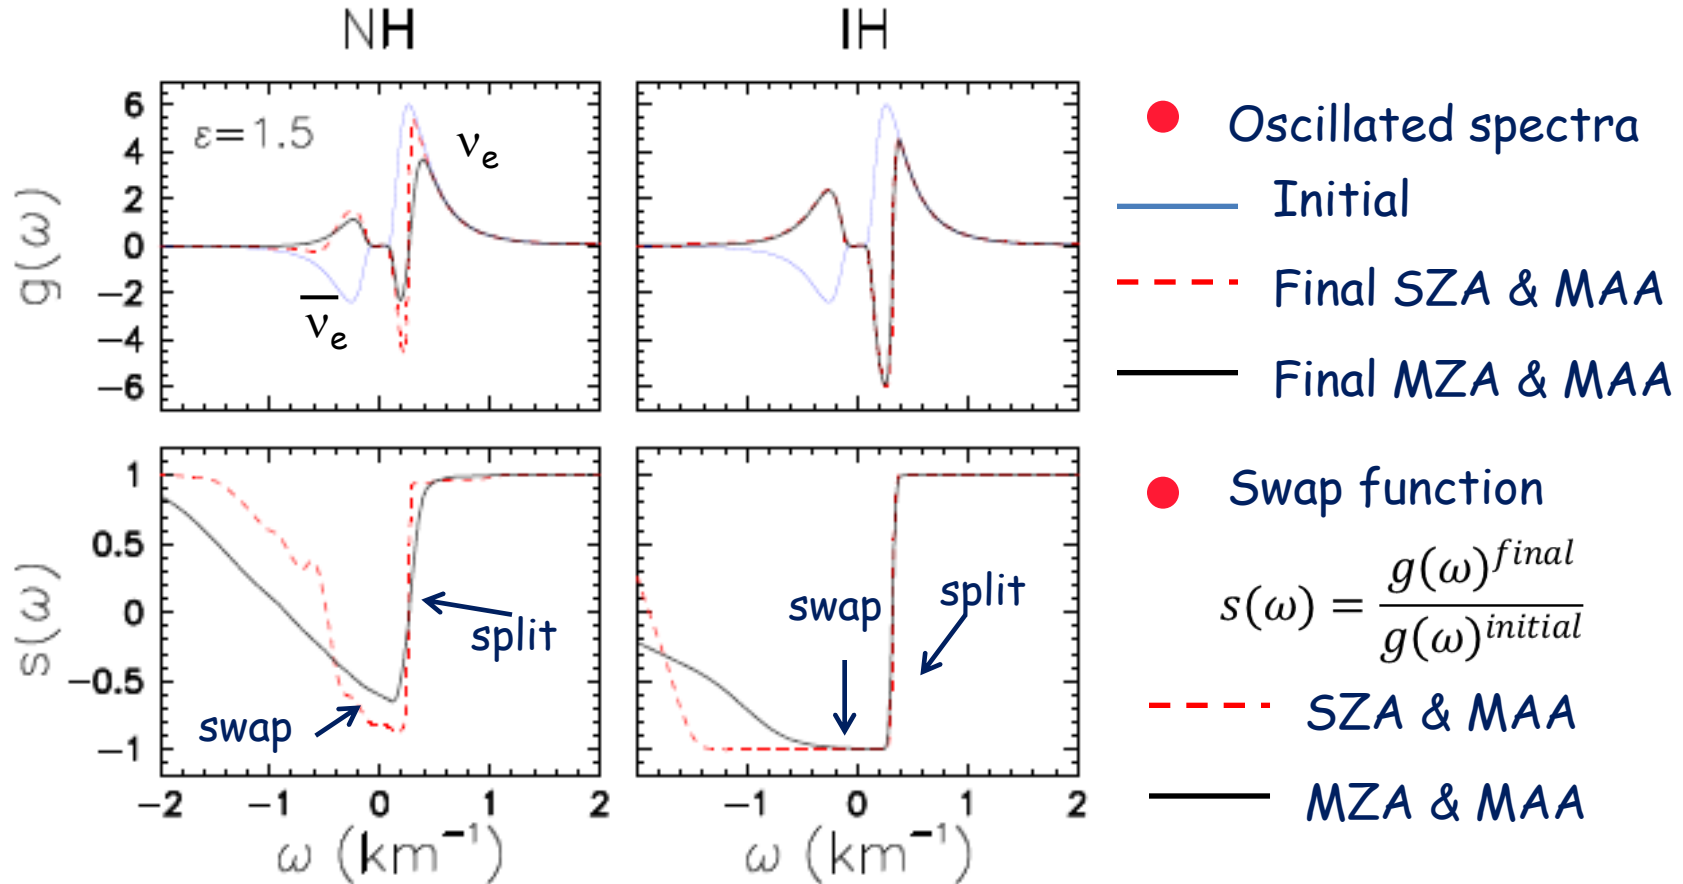 NH
IH
6
4
2
0
−2
−4
−6
g(ω)
ε=1.5
νe
ν̅e
1
0.5
0
−0.5
−1
s(ω)
split
swap
swap
split
−2 −1 0 1 2
−1 0 1 2
ω (km⁻¹)
ω (km⁻¹)
Oscillated spectra
Initial
Final SZA & MAA
Final MZA & MAA
Swap function
s(ω) = g(ω)^final / g(ω)^initial
SZA & MAA
MZA & MAA